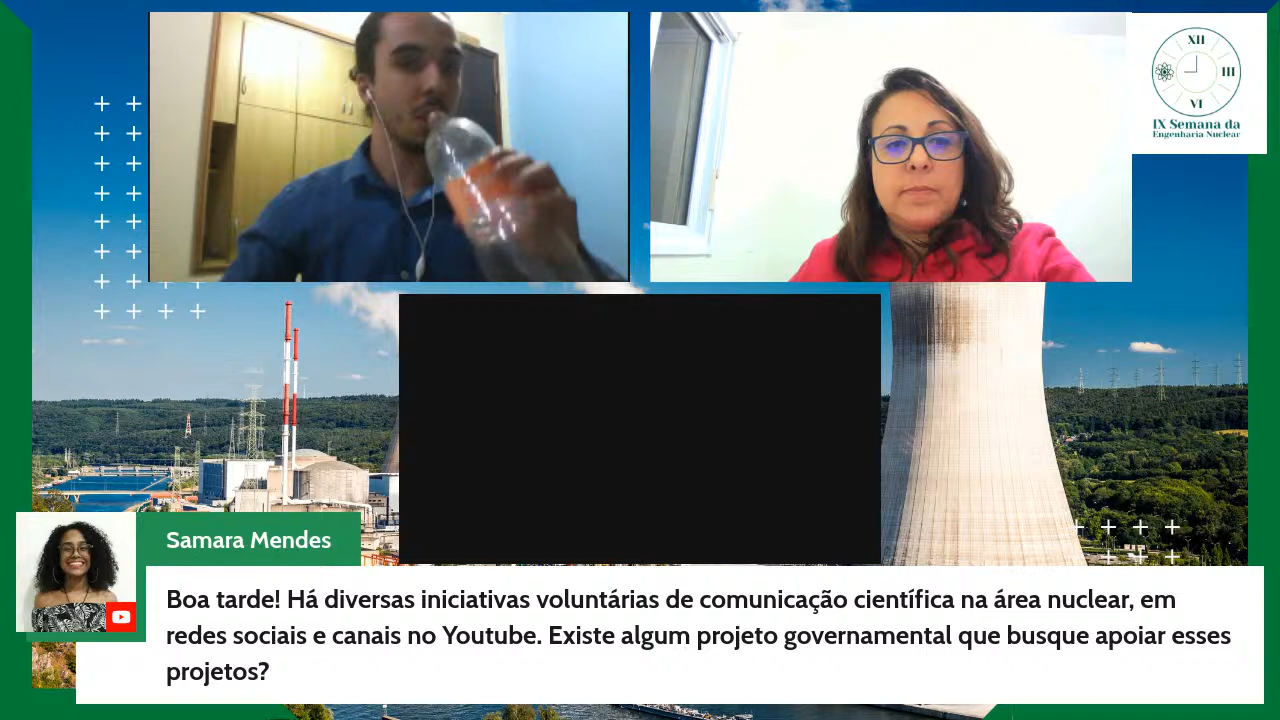 XII
III
VI
IX Semana da
Engenharia Nuclear
Samara Mendes
Boa tarde! Há diversas iniciativas voluntárias de comunicação científica na área nuclear, em
redes sociais e canais no Youtube. Existe algum projeto governamental que busque apoiar esses
projetos?